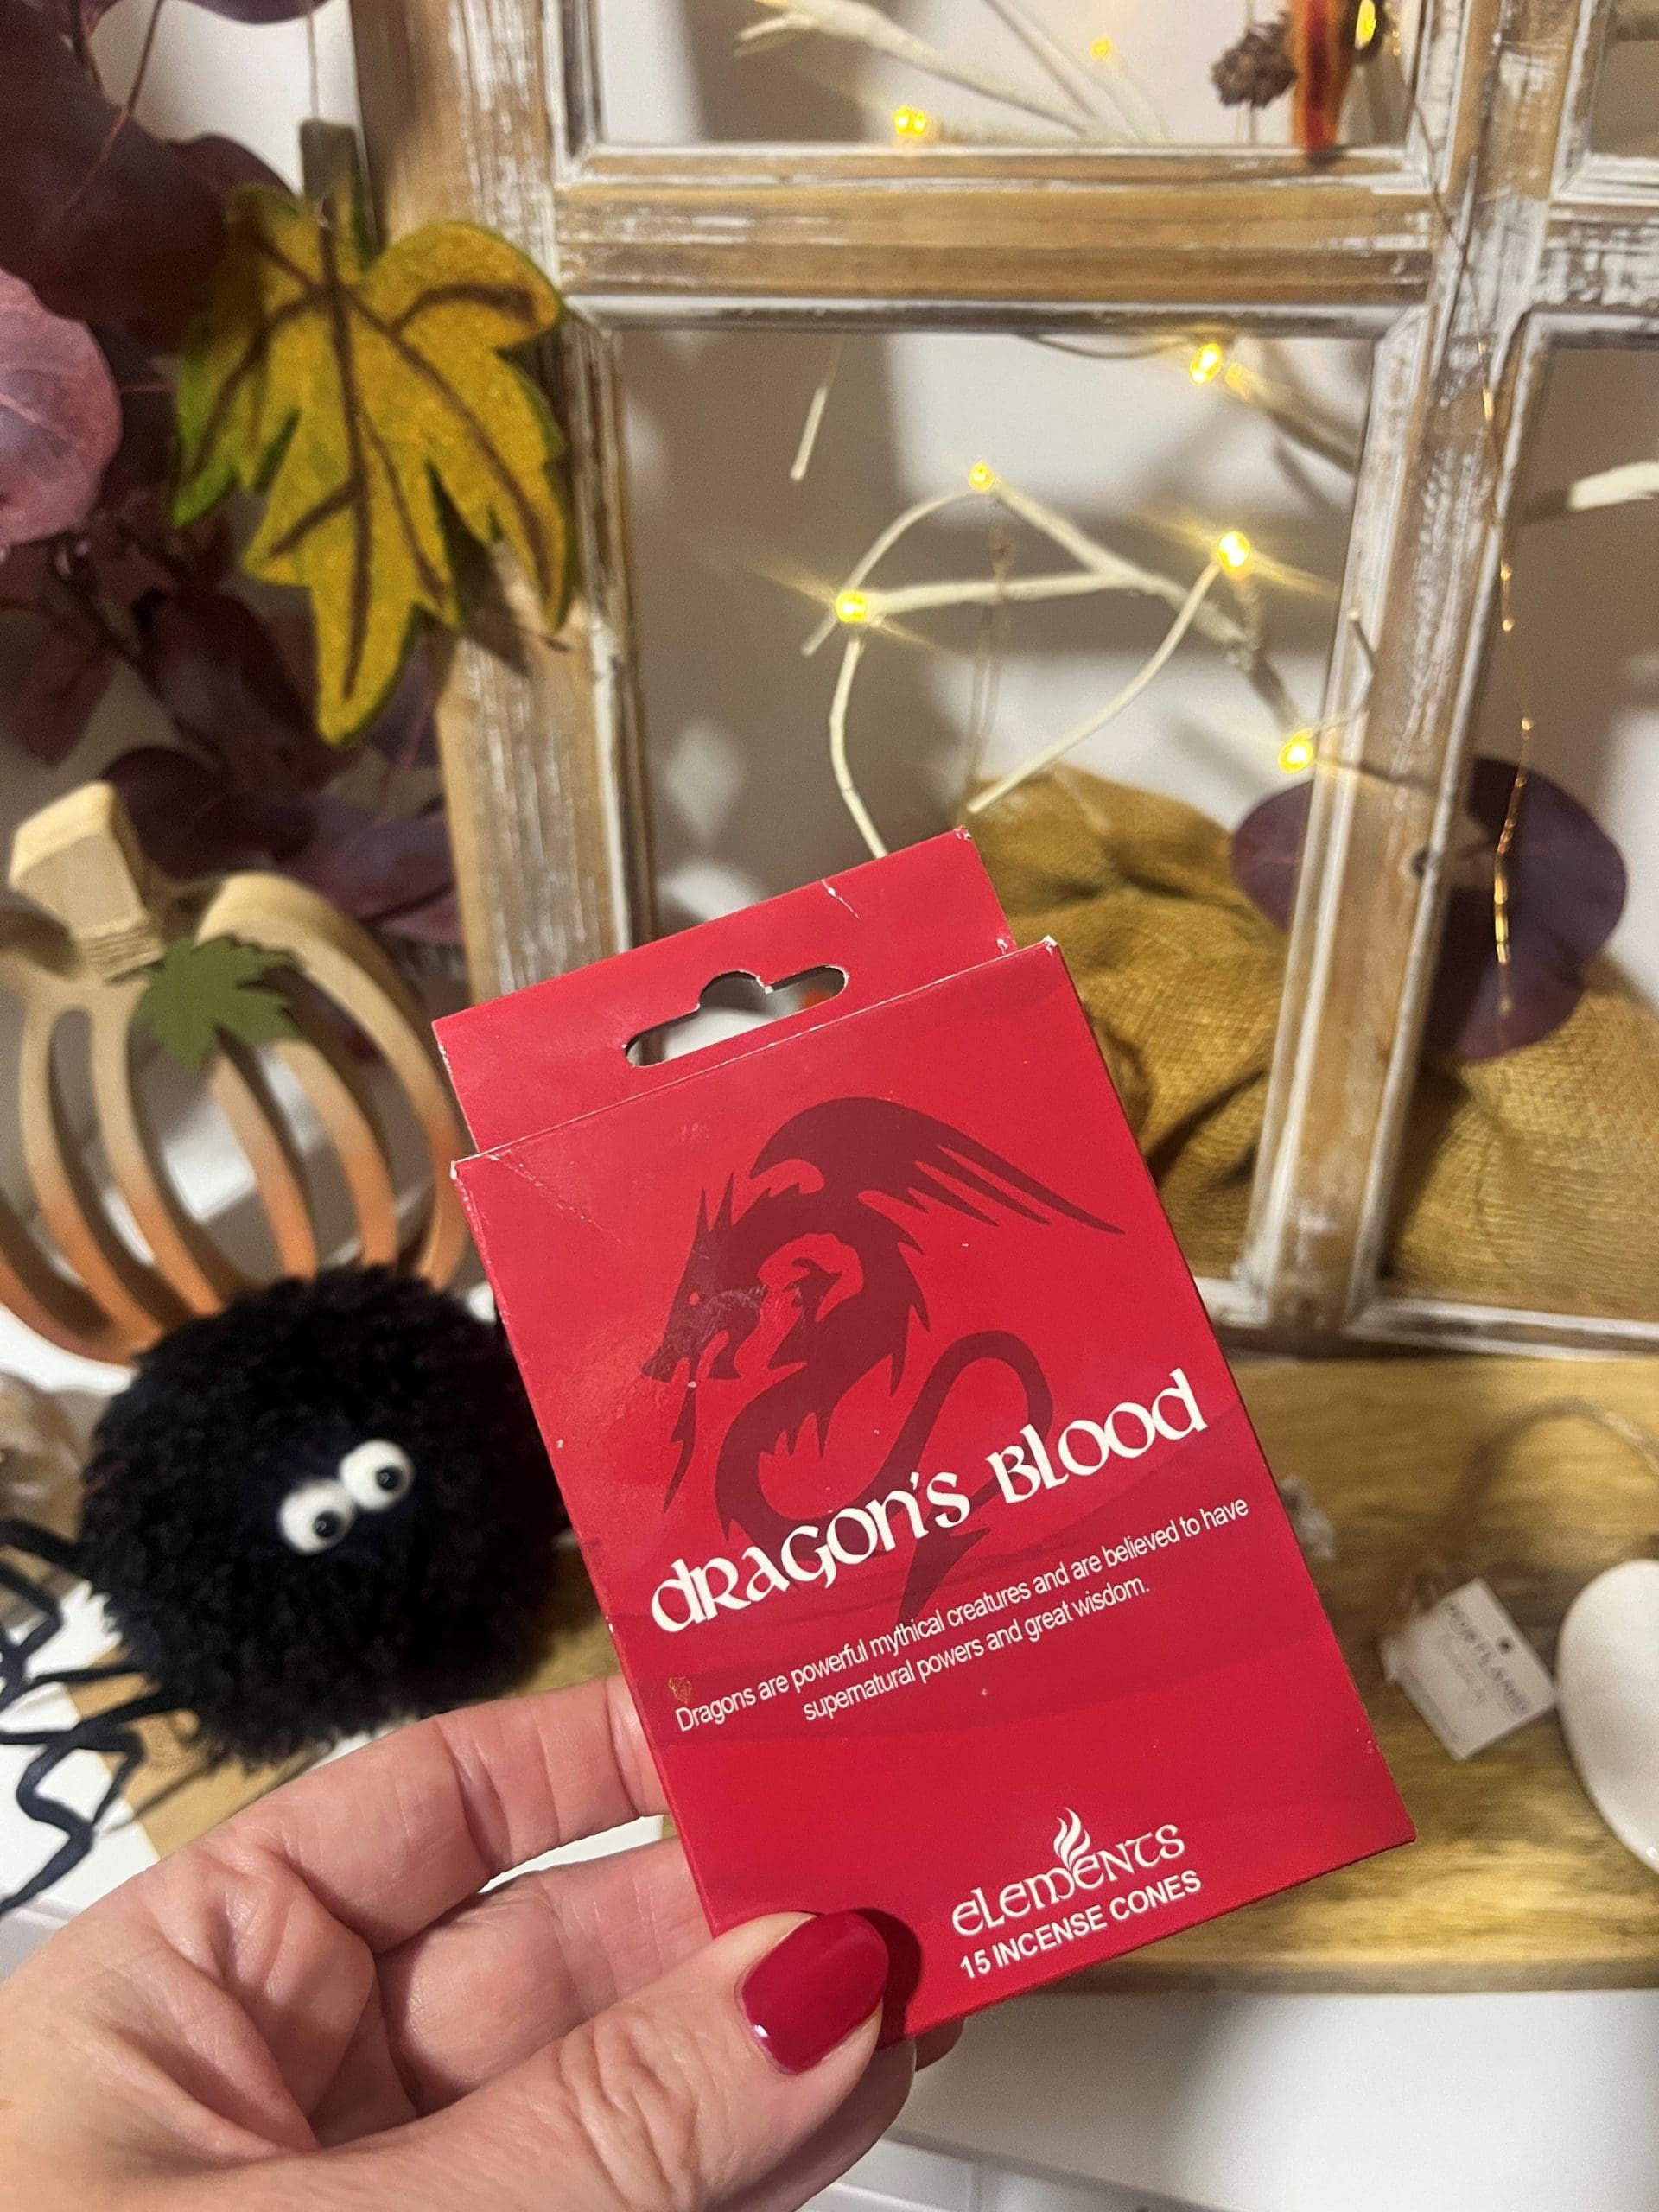 dragon's Blood
Dragons are powerful mythical creatures and are believed to have
supernatural powers and great wisdom.
elements
15 INCENSE CONES